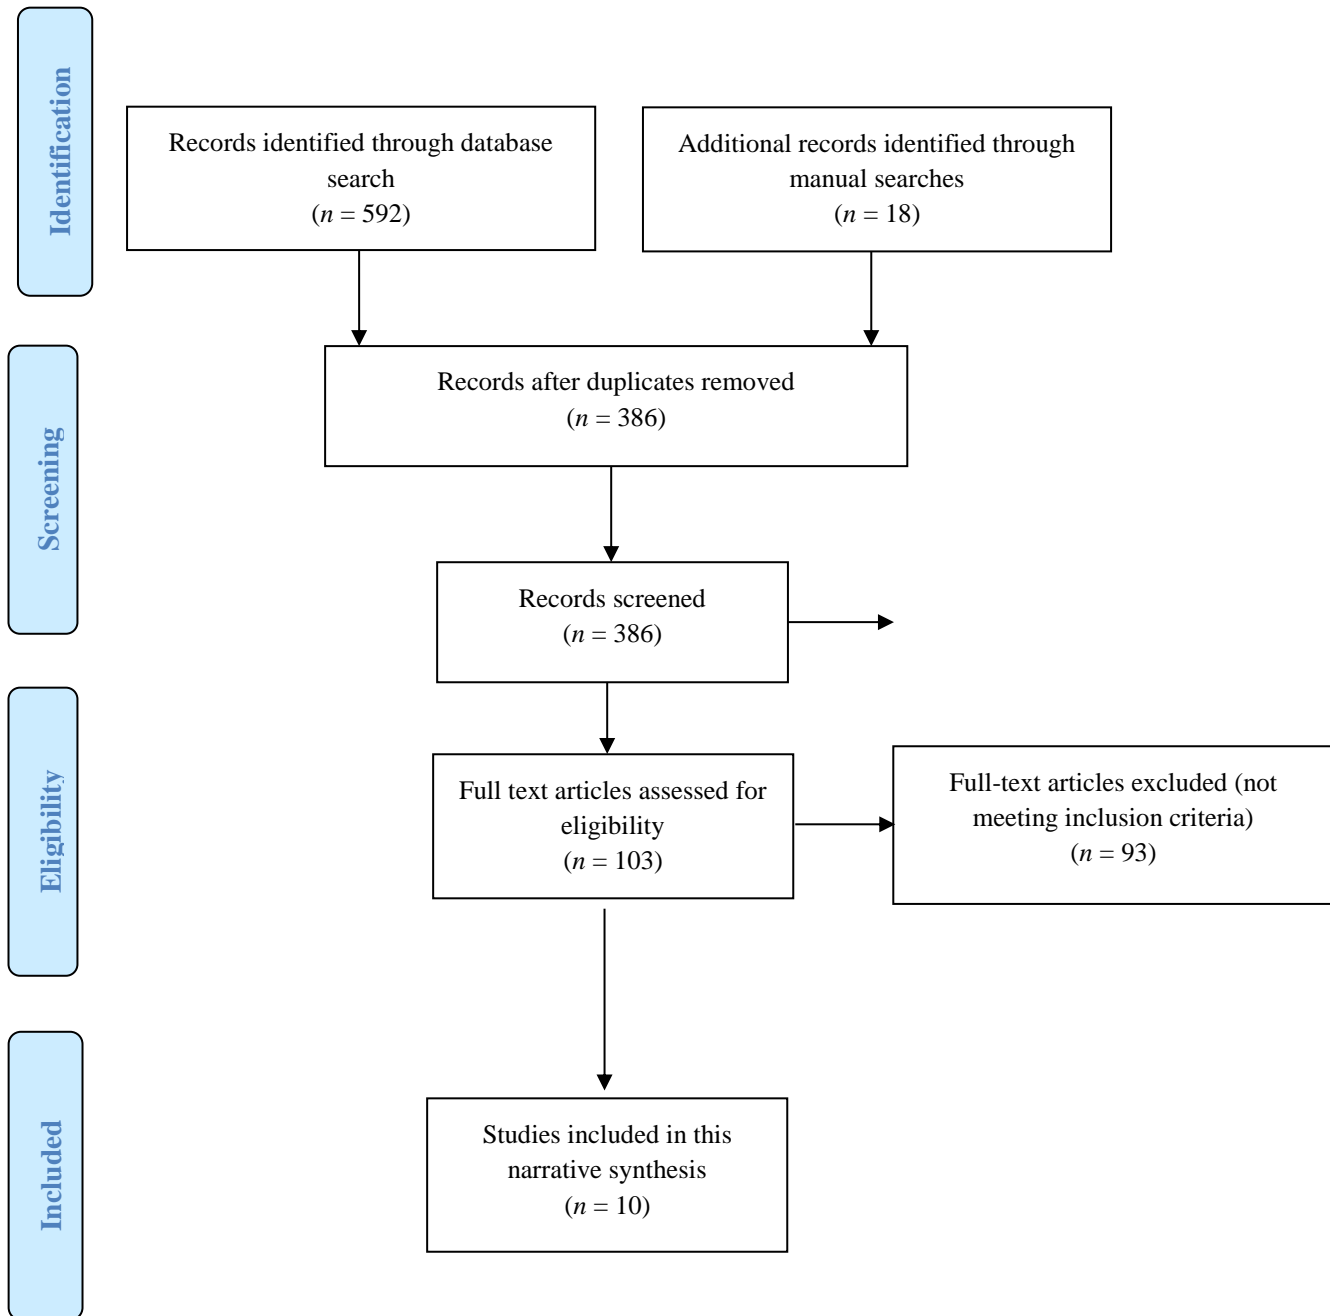 Identification
Records identified through database
search
(n = 592)
Additional records identified through
manual searches
(n = 18)
Screening
Records after duplicates removed
(n = 386)
Records screened
(n = 386)
Eligibility
Full text articles assessed for
eligibility
(n = 103)
Full-text articles excluded (not
meeting inclusion criteria)
(n = 93)
Included
Studies included in this
narrative synthesis
(n = 10)